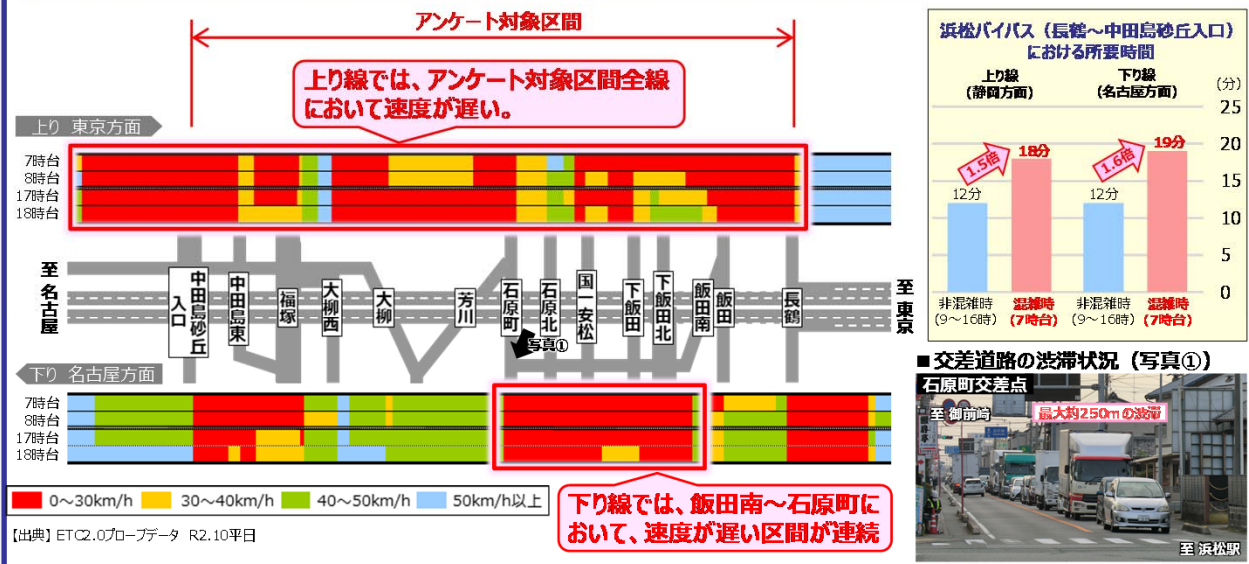 アンケート対象区間
上り線では、アンケート対象区間全線
において速度が遅い。
上り 東京方面
7時台
8時台
17時台
18時台
至 名古屋
中田島砂丘
入口
中田島東
福塚
大柳西
大柳
芳川
石原町
石原北
国一安松
下飯田
下飯田北
飯田南
飯田
長鶴
至 東京
写真①
下り 名古屋方面
7時台
8時台
17時台
18時台
0～30km/h 30～40km/h 40～50km/h 50km/h以上
下り線では、飯田南～石原町に
おいて、速度が遅い区間が連続
【出典】ETC2.0プローブデータ R2.10平日
浜松バイパス（長鶴～中田島砂丘入口）
における所要時間
上り線
(静岡方面)
下り線
(名古屋方面)
(分)
25
20
15
10
5
0
12分
1.5倍
18分
12分
1.6倍
19分
非混雑時
(9～16時)
混雑時
(7時台)
非混雑時
(9～16時)
混雑時
(7時台)
■交差道路の渋滞状況（写真①）
石原町交差点
至 御前崎
最大約250mの渋滞
至 浜松駅